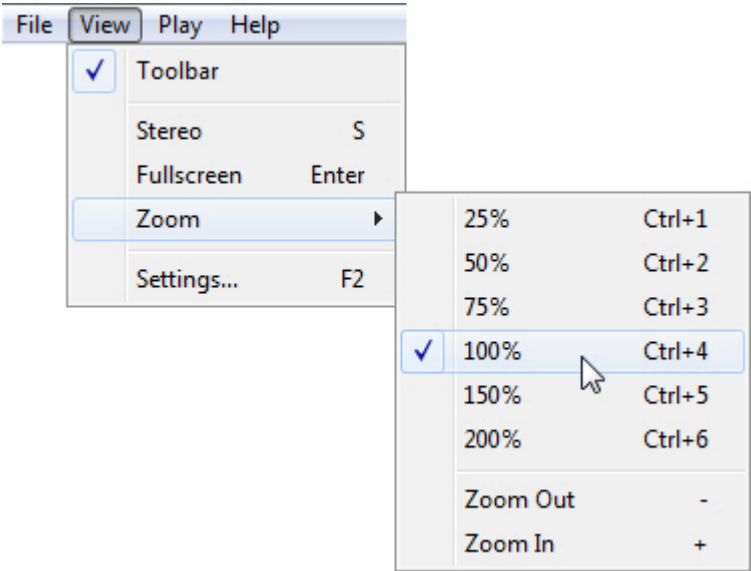 File View Play Help
Toolbar
Stereo S
Fullscreen Enter
Zoom
Settings... F2
25% Ctrl+1
50% Ctrl+2
75% Ctrl+3
100% Ctrl+4
150% Ctrl+5
200% Ctrl+6
Zoom Out -
Zoom In +